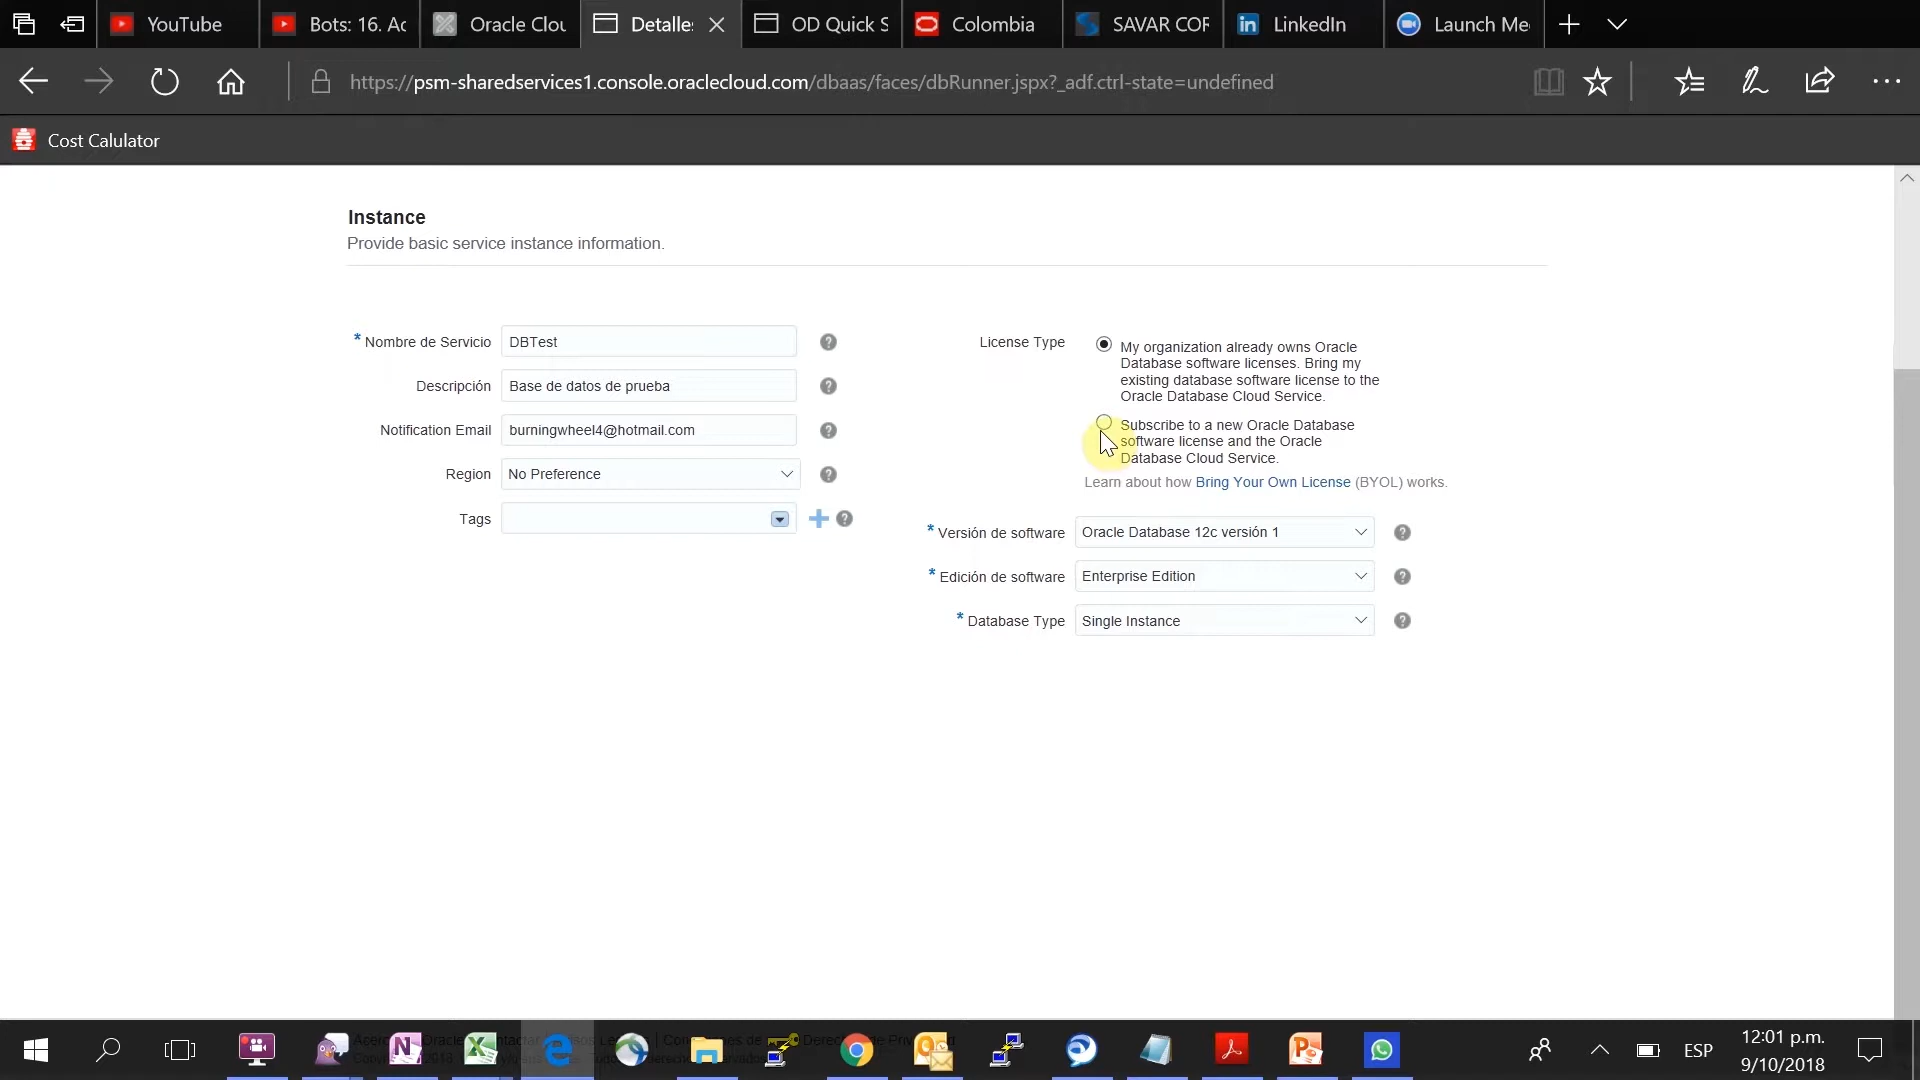 YouTube
Bots: 16. Ac
Oracle Clou
Detalles
OD Quick S
Colombia
SAVAR COR
LinkedIn
Launch Me
https://psm-sharedservices1.console.oraclecloud.com/dbaas/faces/dbRunner.jspx?_adf.ctrl-state=undefined
Cost Calulator
Instance
Provide basic service instance information.
* Nombre de Servicio DBTest
Descripción Base de datos de prueba
Notification Email burningwheel4@hotmail.com
Region No Preference
Tags
License Type
My organization already owns Oracle
Database software licenses. Bring my
existing database software license to the
Oracle Database Cloud Service.
Subscribe to a new Oracle Database
software license and the Oracle
Database Cloud Service.
Learn about how Bring Your Own License (BYOL) works.
* Versión de software Oracle Database 12c versión 1
* Edición de software Enterprise Edition
* Database Type Single Instance
ESP
12:01 p.m.
9/10/2018